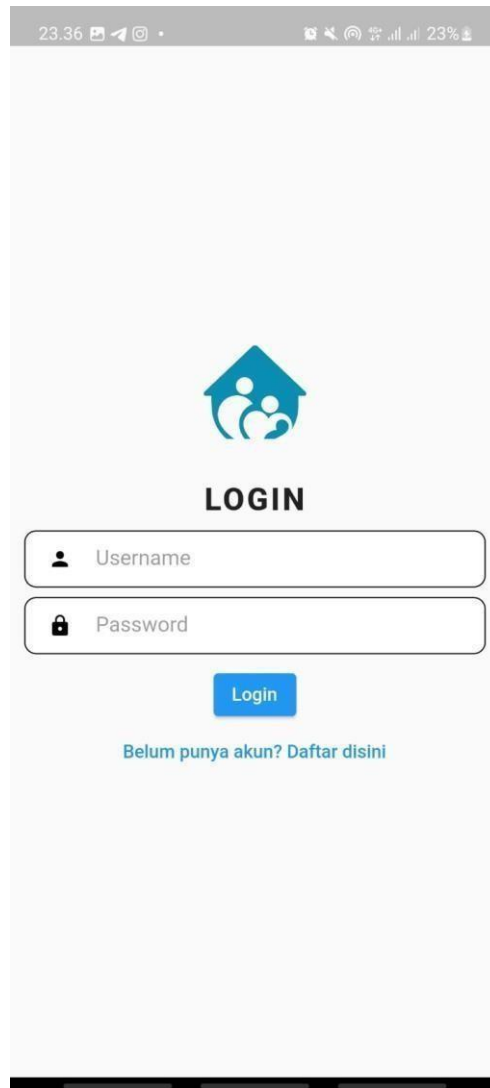 23.36 23%
LOGIN
Username
Password
Login
Belum punya akun? Daftar disini